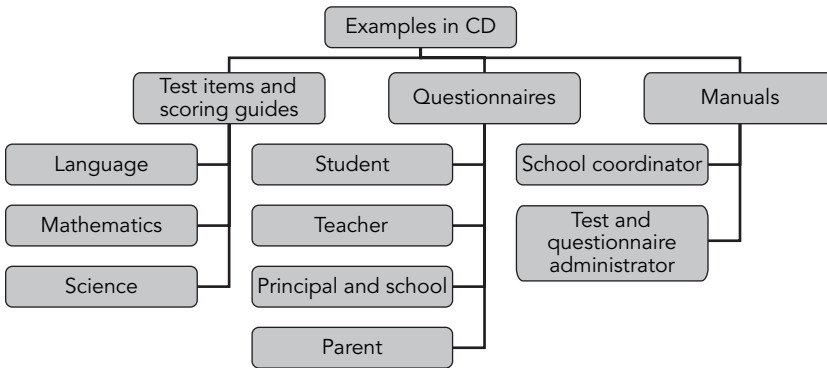 Examples in CD
Test items and
scoring guides
Questionnaires
Manuals
Language
Mathematics
Science
Student
Teacher
Principal and school
Parent
School coordinator
Test and
questionnaire
administrator